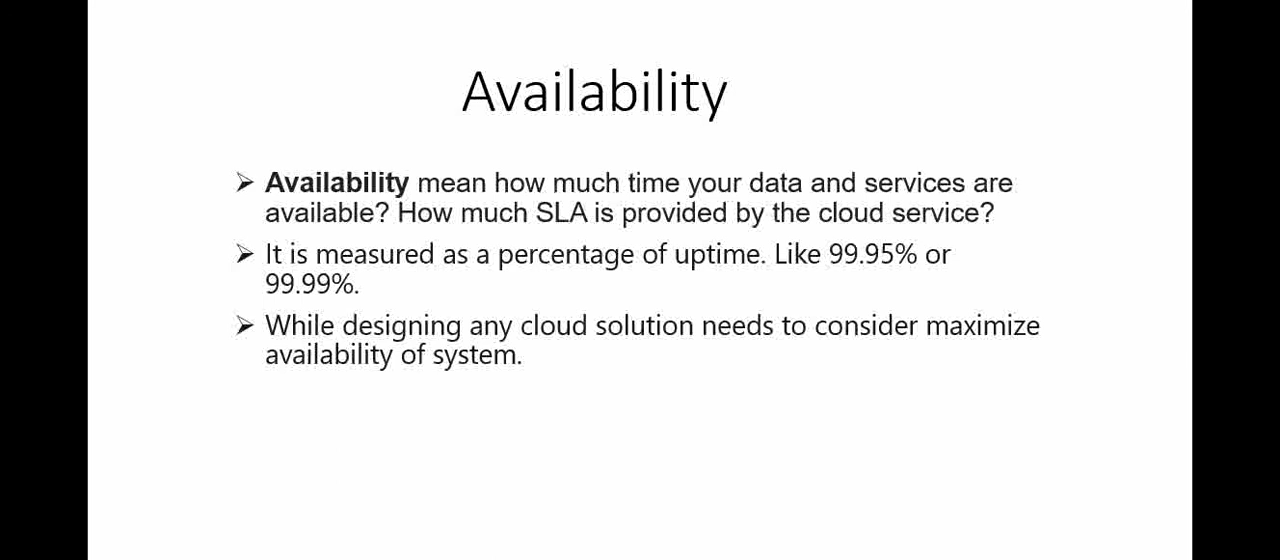 Availability
➢ Availability mean how much time your data and services are
available? How much SLA is provided by the cloud service?
➢ It is measured as a percentage of uptime. Like 99.95% or
99.99%.
➢ While designing any cloud solution needs to consider maximize
availability of system.